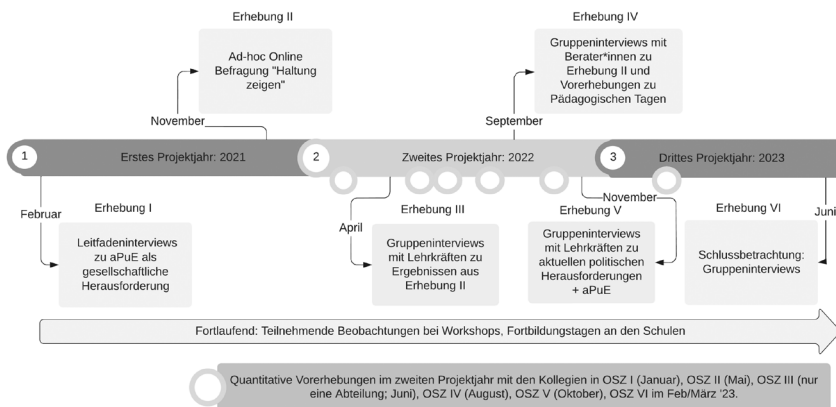 Erhebung II
Ad-hoc Online
Befragung "Haltung
zeigen"
November
Erhebung IV
Gruppeninterviews mit
Berater*innen zu
Erhebung II und
Vorerhebungen zu
Pädagogischen Tagen
September
1
Erstes Projektjahr: 2021
2
Zweites Projektjahr: 2022
3
Drittes Projektjahr: 2023
Februar
Erhebung I
Leitfadeninterviews
zu aPuE als
gesellschaftliche
Herausforderung
April
Erhebung III
Gruppeninterviews
mit Lehrkräften zu
Ergebnissen aus
Erhebung II
November
Erhebung V
Gruppeninterviews
mit Lehrkräften zu
aktuellen politischen
Herausforderungen
+ aPuE
Erhebung VI
Schlussbetrachtung:
Gruppeninterviews
Juni
Fortlaufend: Teilnehmende Beobachtungen bei Workshops, Fortbildungstagen an den Schulen
Quantitative Vorerhebungen im zweiten Projektjahr mit den Kollegien in OSZ I (Januar), OSZ II (Mai), OSZ III (nur
eine Abteilung; Juni), OSZ IV (August), OSZ V (Oktober), OSZ VI im Feb/März '23.